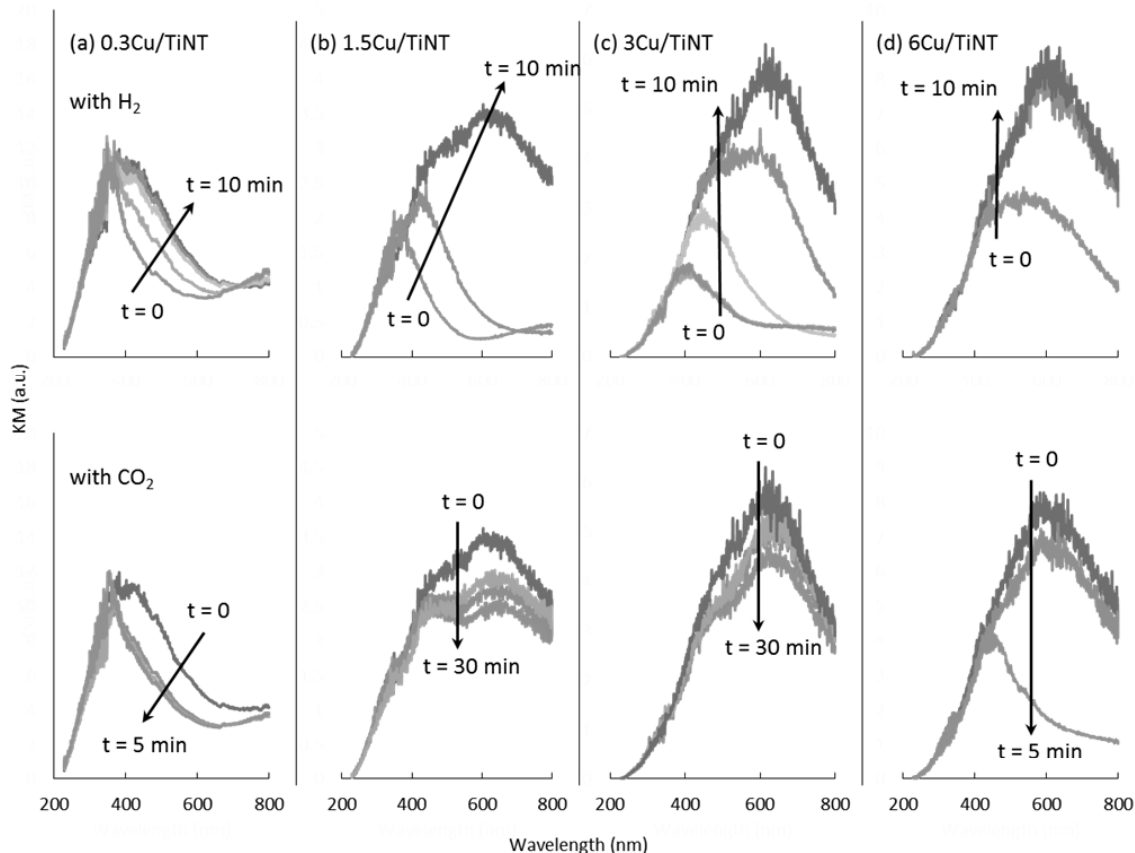 (a) 0.3Cu/TiNT
(b) 1.5Cu/TiNT
(c) 3Cu/TiNT
(d) 6Cu/TiNT
with H₂
t = 10 min
t = 0
t = 10 min
t = 0
t = 10 min
t = 0
t = 10 min
t = 0
KM (a.u.)
with CO₂
t = 0
t = 5 min
t = 0
t = 30 min
t = 0
t = 30 min
t = 0
t = 5 min
200 400 600 800 200 400 600 800 200 400 600 800 200 400 600 800
Wavelength (nm)